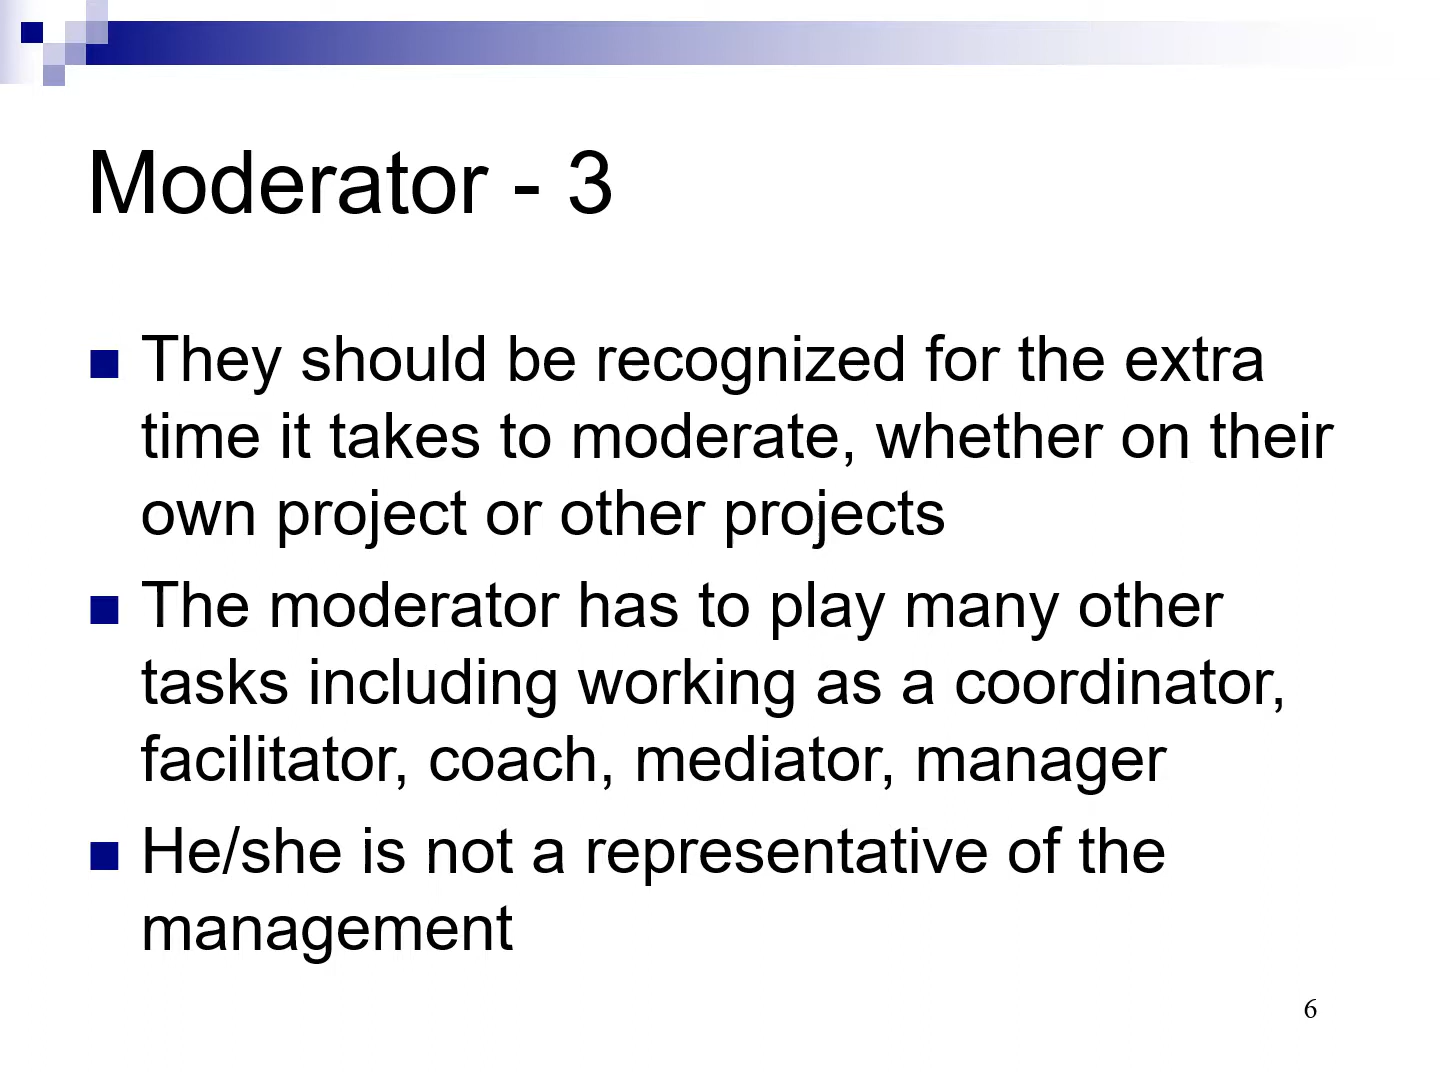 Moderator - 3
They should be recognized for the extra
time it takes to moderate, whether on their
own project or other projects
The moderator has to play many other
tasks including working as a coordinator,
facilitator, coach, mediator, manager
He/she is not a representative of the
management
6